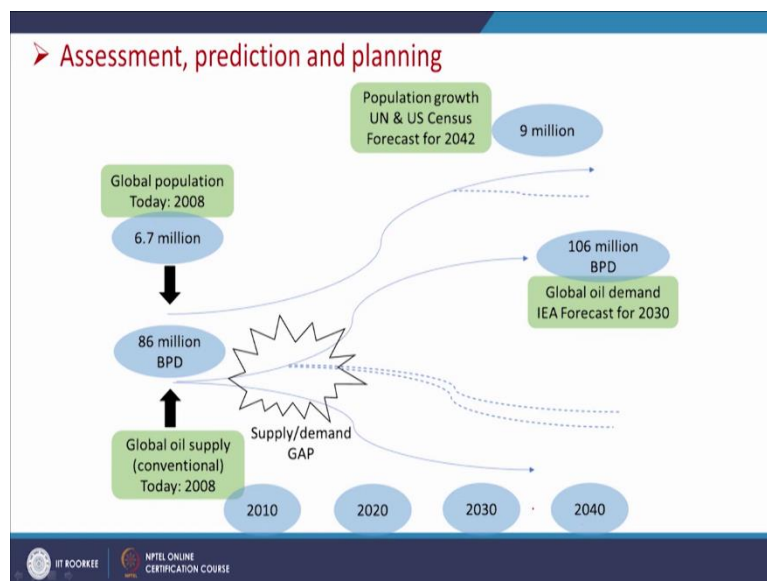 Assessment, prediction and planning
Population growth
UN & US Census
Forecast for 2042
9 million
Global population
Today: 2008
6.7 million
106 million
BPD
Global oil demand
IEA Forecast for 2030
86 million
BPD
Supply/demand
GAP
Global oil supply
(conventional)
Today: 2008
2010
2020
2030
2040
IIT ROORKEE
NPTEL ONLINE
CERTIFICATION COURSE